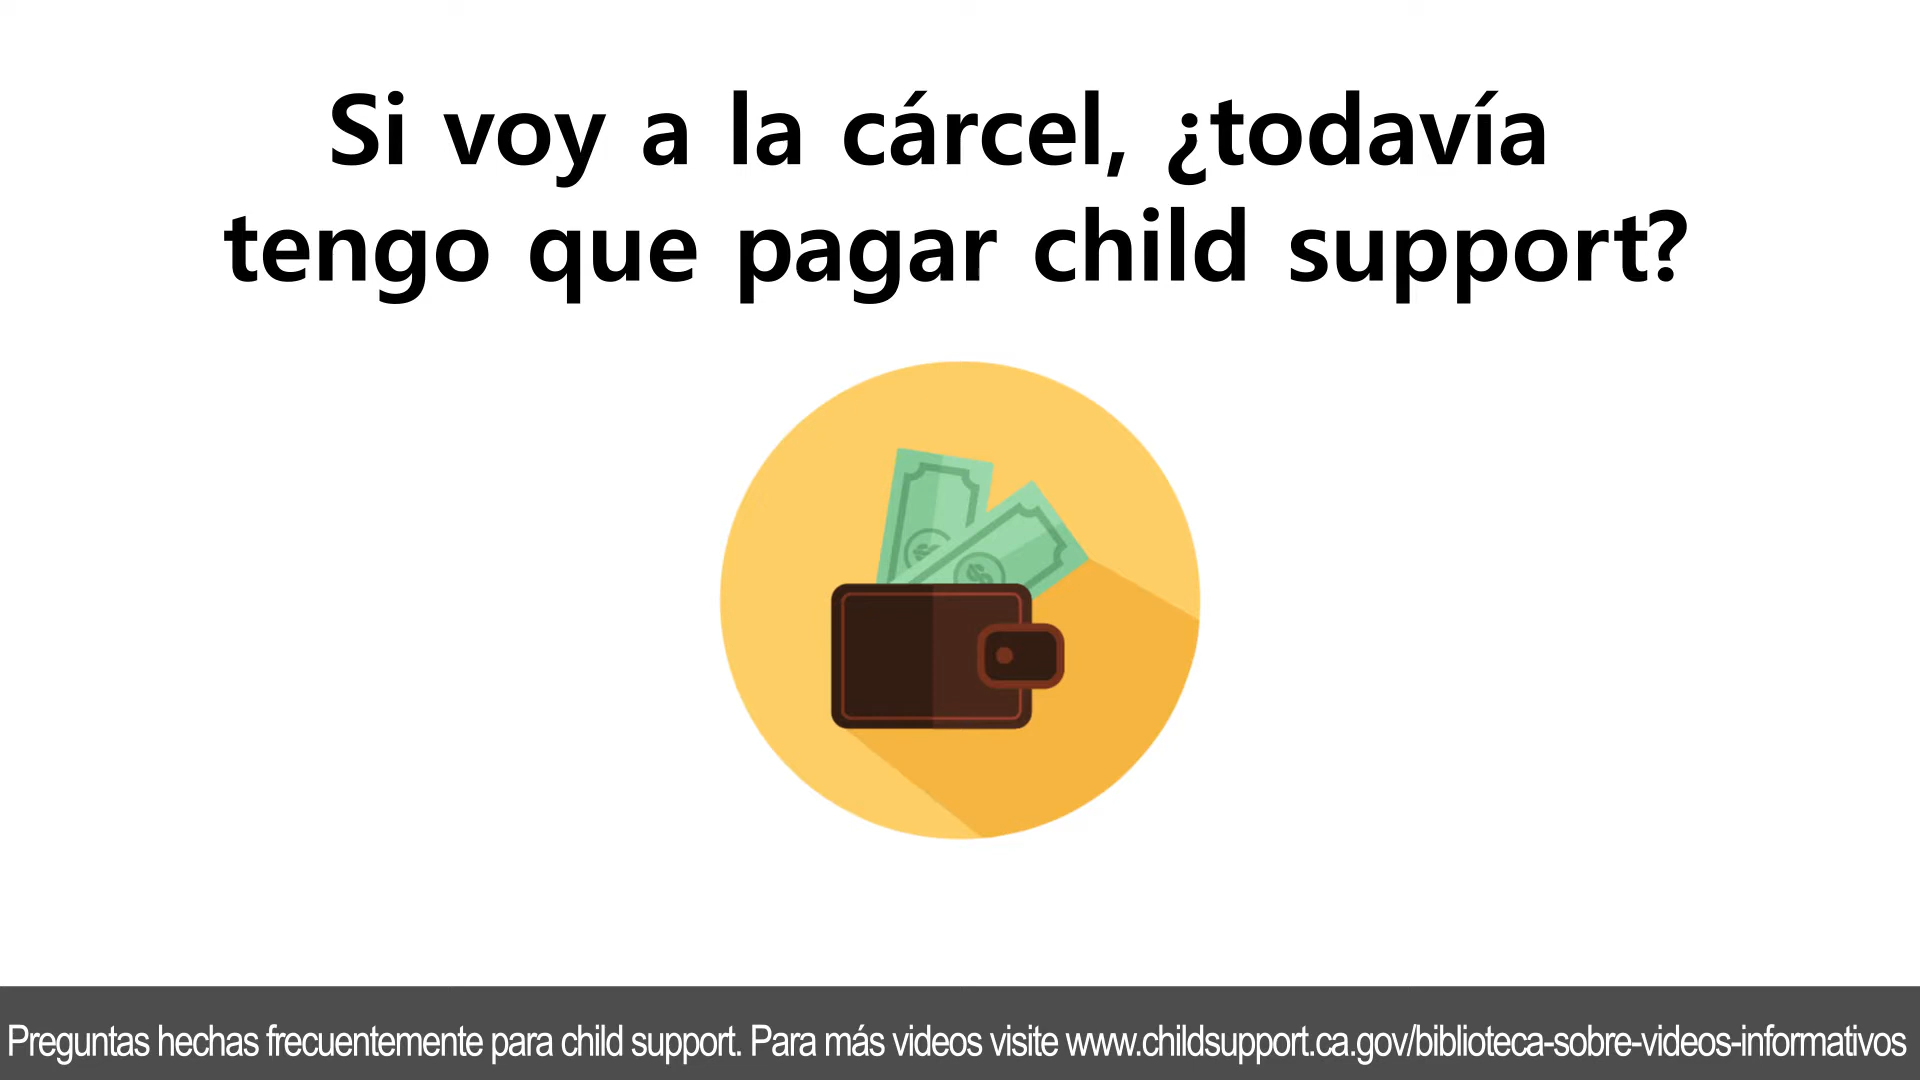 Si voy a la cárcel, ¿todavía
tengo que pagar child support?
Preguntas hechas frecuentemente para child support. Para más videos visite www.childsupport.ca.gov/biblioteca-sobre-videos-informativos